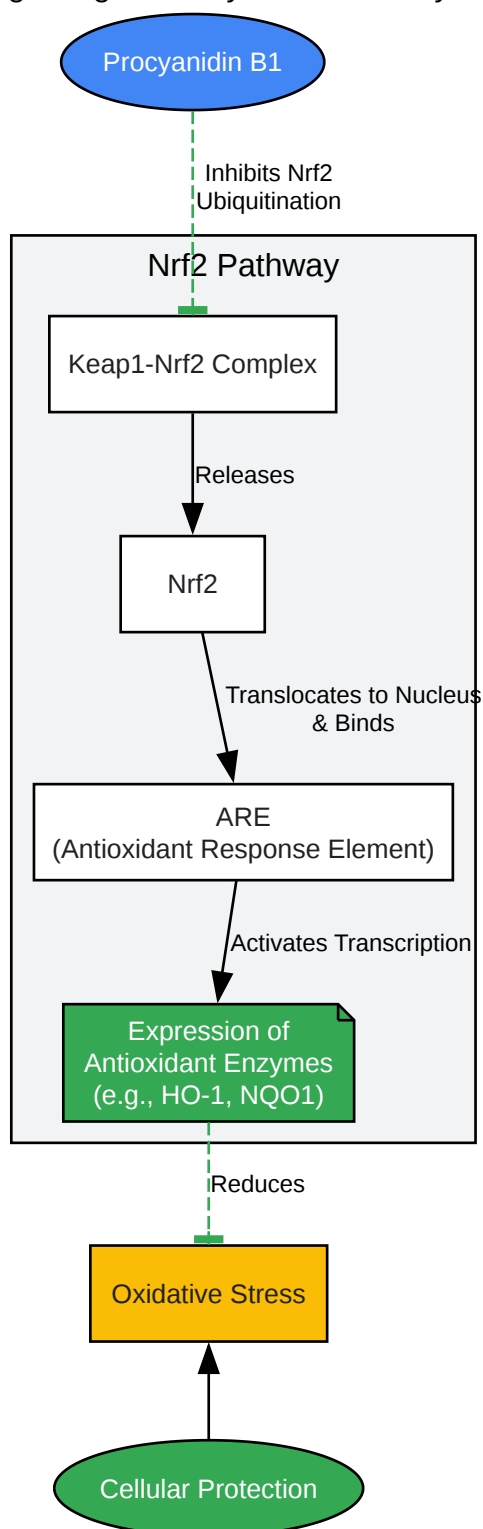 Procyanidin B1
Inhibits Nrf2
Ubiquitination
Nrf2 Pathway
Keap1-Nrf2 Complex
Releases
Nrf2
Translocates to Nucleus
& Binds
ARE
(Antioxidant Response Element)
Activates Transcription
Expression of
Antioxidant Enzymes
(e.g., HO-1, NQO1)
Reduces
Oxidative Stress
Cellular Protection